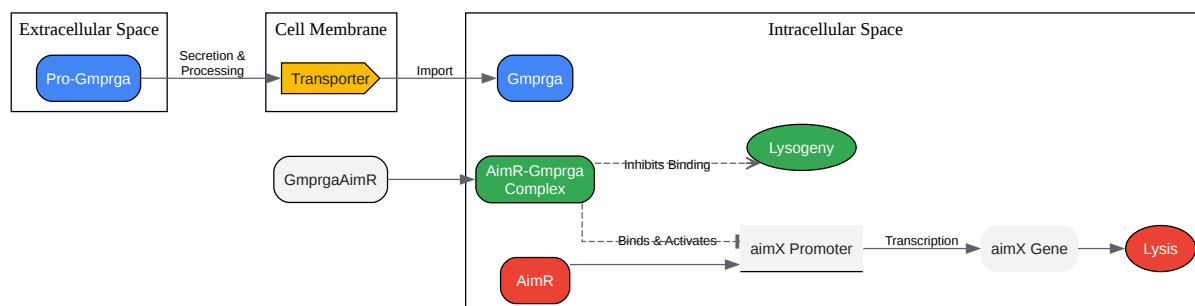 Extracellular Space
Cell Membrane
Intracellular Space
Pro-Gmprga
Secretion &
Processing
Transporter
Import
Gmprga
GmprgaAimR
AimR-Gmprga
Complex
Inhibits Binding
Lysogeny
Binds & Activates
aimX Promoter
Transcription
aimX Gene
Lysis
AimR